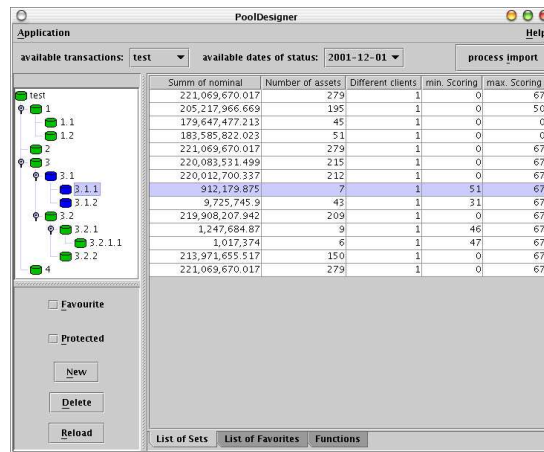 PoolDesigner
Application Help
available transactions: test available dates of status: 2001-12-01 process import
Summ of nominal Number of assets Different clients min. Scoring max. Scoring
test 221,069,670.017 279 1 0 67
1 205,217,966.669 195 1 0 50
1.1 179,647,477.213 45 1 0 0
1.2 183,585,822.023 51 1 0 0
2 221,069,670.017 279 1 0 67
3 220,083,531.499 215 1 0 67
3.1 220,012,700.337 212 1 0 67
3.1.1 912,179.875 7 1 51 67
3.1.2 9,725,745.9 43 1 31 67
3.2 219,908,207.942 209 1 0 67
3.2.1 1,247,684.87 9 1 46 67
3.2.1.1 1,017,374 6 1 47 67
3.2.2 213,971,655.517 150 1 0 67
4 221,069,670.017 279 1 0 67
Favourite
Protected
New
Delete
Reload
List of Sets List of Favorites Functions